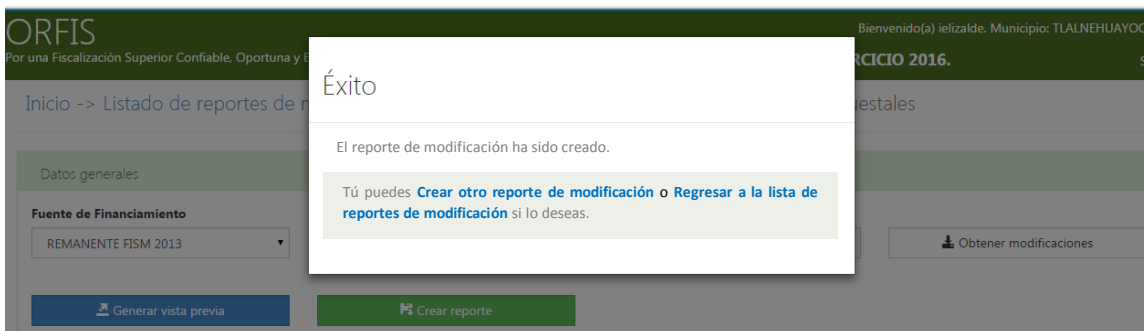 ORFIS
Bienvenido(a) ielizalde. Municipio: TLALNEHUAYOC
Por una Fiscalización Superior Confiable, Oportuna y E
RCICIO 2016.
Inicio -> Listado de reportes de
uestales
Éxito
El reporte de modificación ha sido creado.
Tú puedes Crear otro reporte de modificación o Regresar a la lista de
reportes de modificación si lo deseas.
Datos generales
Fuente de Financiamiento
REMANENTE FISM 2013
Obtener modificaciones
Generar vista previa
Crear reporte